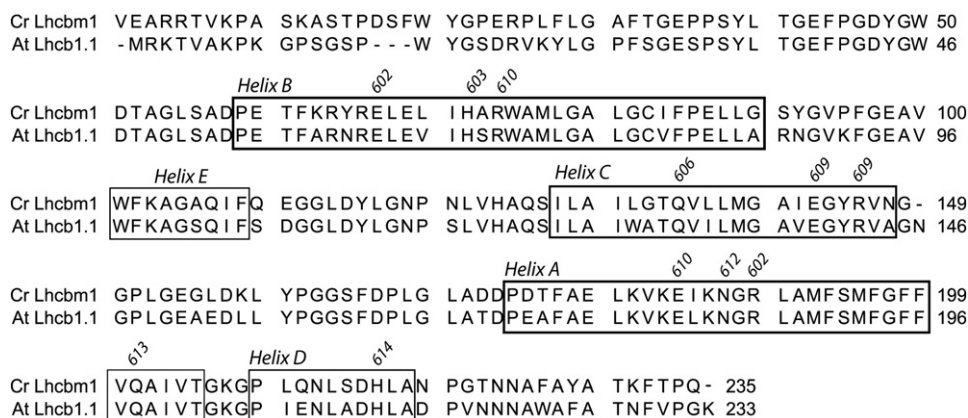 Cr Lhcbm1 VEARRTVKPA SKASTPDSFW YGPERPLFLG AFTGEPPSYL TGEFPGDYGW 50
At Lhcb1.1 -MRKTVAKPK GPSGSP---W YGSDRVKYLG PFSGESPSYL TGEFPGDYGW 46
Helix B 602 603 610
Cr Lhcbm1 DTAGLSADPE TFKRYRELEL IHARWAMLGA LGCIFPELLG SYGVPFGEAV 100
At Lhcb1.1 DTAGLSADPE TFARNRELEV IHSRWAMLGA LGCVFPELLA RNGVKFGEAV 96
Helix E Helix C 606 609 609
Cr Lhcbm1 WFKAGAQIFQ EGGLDYLGNP NLVHAQSILA ILGTQVLLMG AIEGYRVNG- 149
At Lhcb1.1 WFKAGSQIFS DGGLDYLGNP SLVHAQSILA IWATQVILMG AVEGYRVAGN 146
Helix A 610 612 602
Cr Lhcbm1 GPLGEGLDKL YPGGSFDPLG LADDPDTFAE LKVKEIKNGR LAMFSMFGFF 199
At Lhcb1.1 GPLGEAEDLL YPGGSFDPLG LATDPEAFAE LKVKELKNGR LAMFSMFGFF 196
613 Helix D 614
Cr Lhcbm1 VQAIVTGKGP LQNLSDHLAN PGTNNAFAYA TKFTPQ- 235
At Lhcb1.1 VQAIVTGKGP IENLADHLAD PVNNNAWAFA TNFVPGK 233